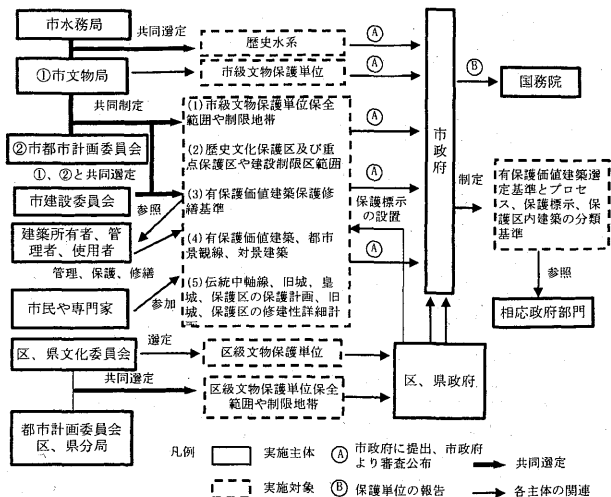 市水務局
共同選定
歴史水系
Ⓐ
①市文物局
市級文物保護単位
Ⓐ
Ⓑ
国務院
共同制定
(1)市級文物保護単位保全
範囲や制限地帯
Ⓐ
②市都市計画委員会
(2)歴史文化保護区及び重
点保護区や建設制限区範囲
①、②と共同選定
Ⓐ
市政府
制定
有保護価値建築選
定基準とプロセ
ス、保護標示、保
護区内建築の分類
基準
市建設委員会
参照
(3)有保護価値建築保護修
繕基準
保護標示
の設置
建築所有者、管
理者、使用者
管理、保護、修繕
(4)有保護価値建築、都市
景観線、対景建築
Ⓐ
参照
市民や専門家
参加
(5)伝統中軸線、旧城、皇
城、保護区の保護計画、旧
城、保護区の修建性詳細計
相応政府部門
区、県文化委員会
選定
区級文物保護単位
共同選定
区級文物保護単位保全
範囲や制限地帯
区、県政府
都市計画委員会
区、県分局
凡例
実施主体
Ⓐ
市政府に提出、市政府
より審査公布
共同選定
実施対象
Ⓑ
保護単位の報告
各主体の関連